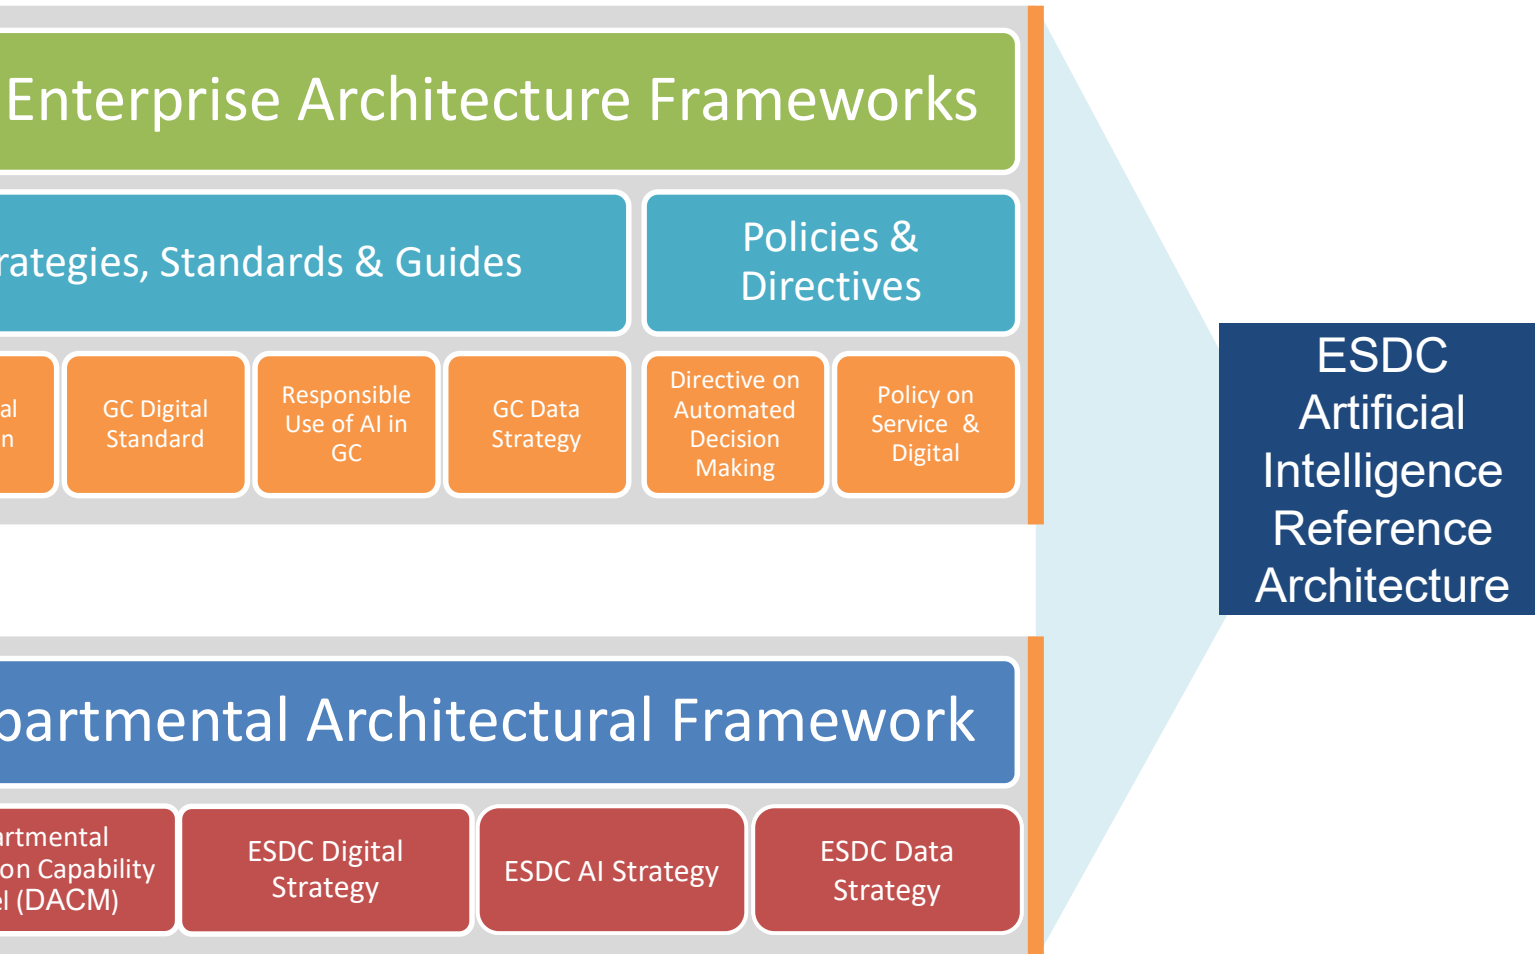 Enterprise Architecture Frameworks
rategies, Standards & Guides
Policies &
Directives
al
n
GC Digital
Standard
Responsible
Use of AI in
GC
GC Data
Strategy
Directive on
Automated
Decision
Making
Policy on
Service & 
Digital
ESDC
Artificial
Intelligence
Reference
Architecture
partmental Architectural Framework
artmental
on Capability
el (DACM)
ESDC Digital
Strategy
ESDC AI Strategy
ESDC Data
Strategy